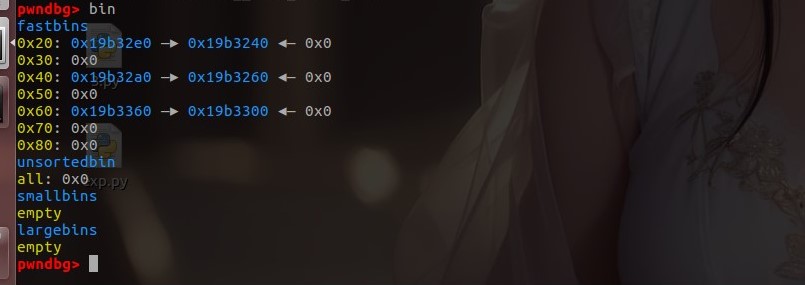 pwndbg> bin
fastbins
0x20: 0x19b32e0 —▸ 0x19b3240 ◂— 0x0
0x30: 0x0
0x40: 0x19b32a0 —▸ 0x19b3260 ◂— 0x0
0x50: 0x0
0x60: 0x19b3360 —▸ 0x19b3300 ◂— 0x0
0x70: 0x0
0x80: 0x0
unsortedbin
all: 0x0
smallbins
empty
largebins
empty
pwndbg>